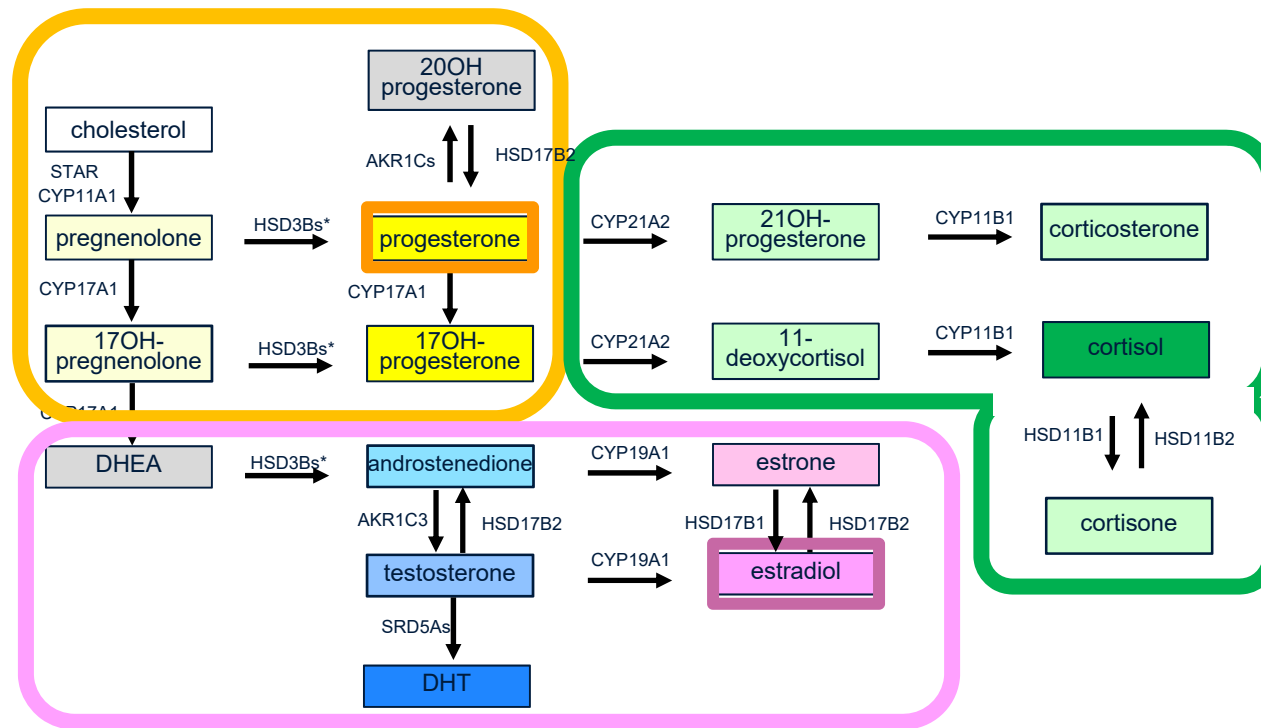 20OH
progesterone
cholesterol
STAR
CYP11A1
AKR1Cs
HSD17B2
pregnenolone
HSD3Bs*
progesterone
CYP21A2
21OH-
progesterone
CYP11B1
corticosterone
CYP17A1
CYP17A1
17OH-
pregnenolone
HSD3Bs*
17OH-
progesterone
CYP21A2
11-
deoxycortisol
CYP11B1
cortisol
CYP17A1
HSD11B1
HSD11B2
DHEA
HSD3Bs*
androstenedione
CYP19A1
estrone
AKR1C3
HSD17B2
HSD17B1
HSD17B2
cortisone
testosterone
CYP19A1
estradiol
SRD5As
DHT